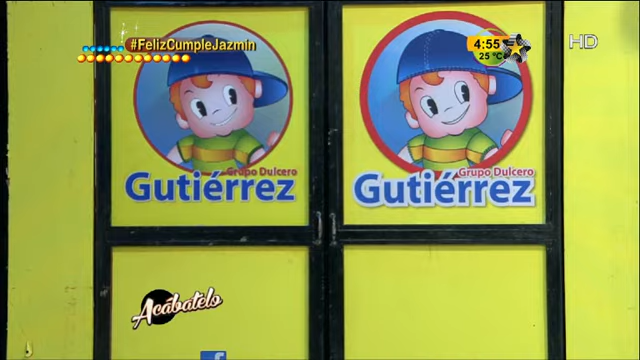 #FelizCumpleJazmin
4:55
25 °C
HD
Grupo Dulcero
Gutiérrez
Grupo Dulcero
Gutiérrez
Acábatelo
f